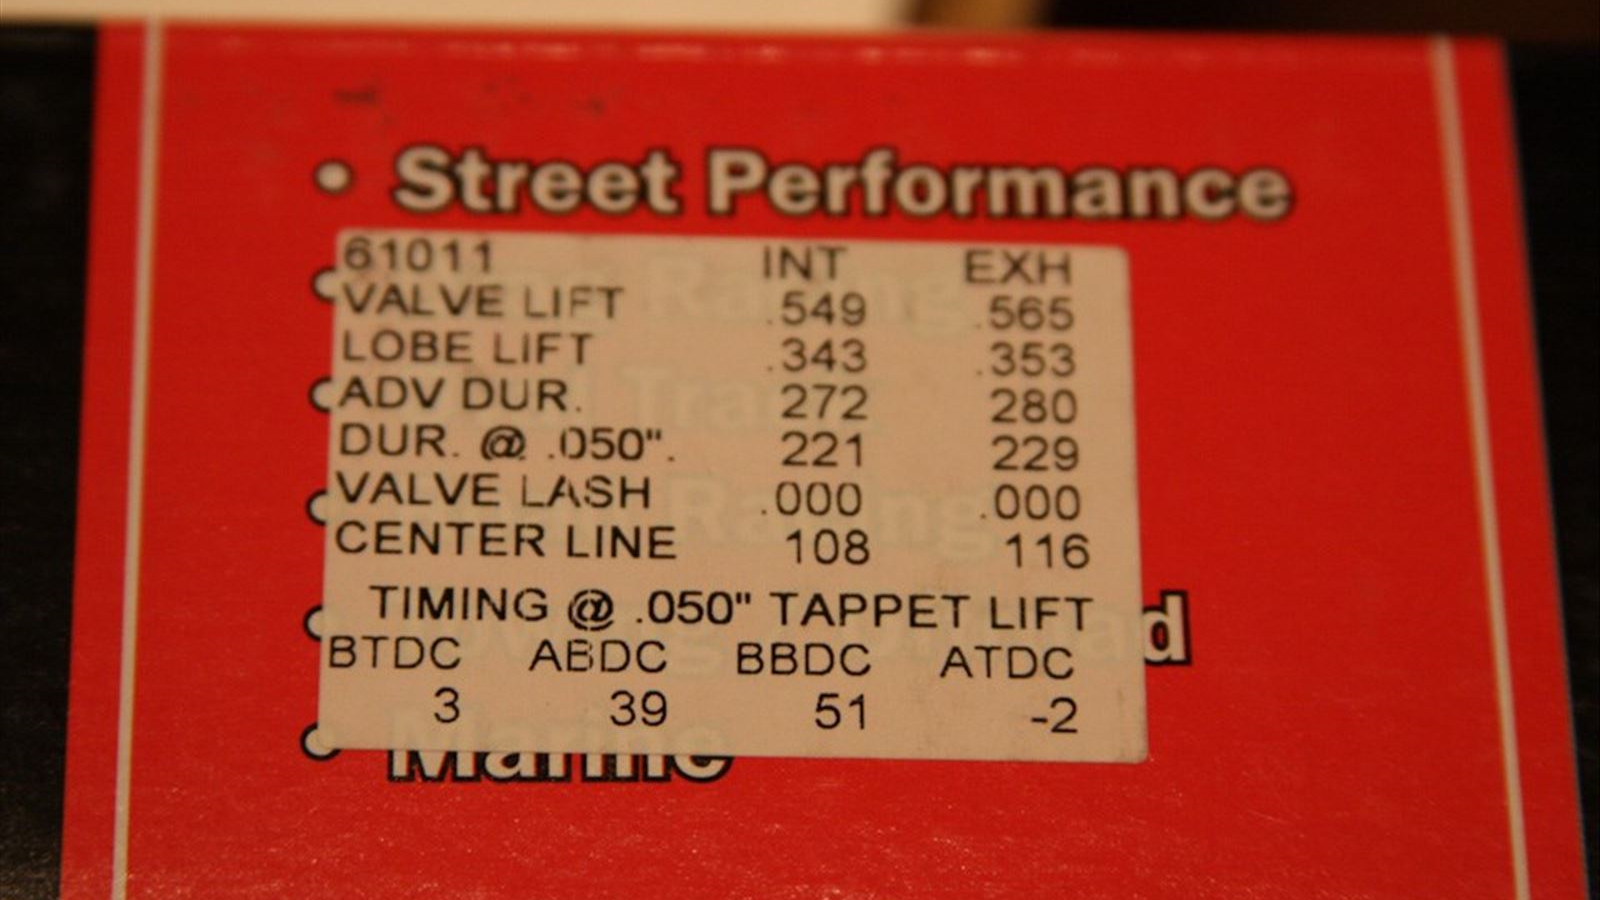 • Street Performance
61011 INT EXH
VALVE LIFT .549 .565
LOBE LIFT .343 .353
ADV DUR. 272 280
DUR. @ .050". 221 229
VALVE LASH .000 .000
CENTER LINE 108 116
TIMING @ .050" TAPPET LIFT
BTDC ABDC BBDC ATDC
3 39 51 -2
• Marine